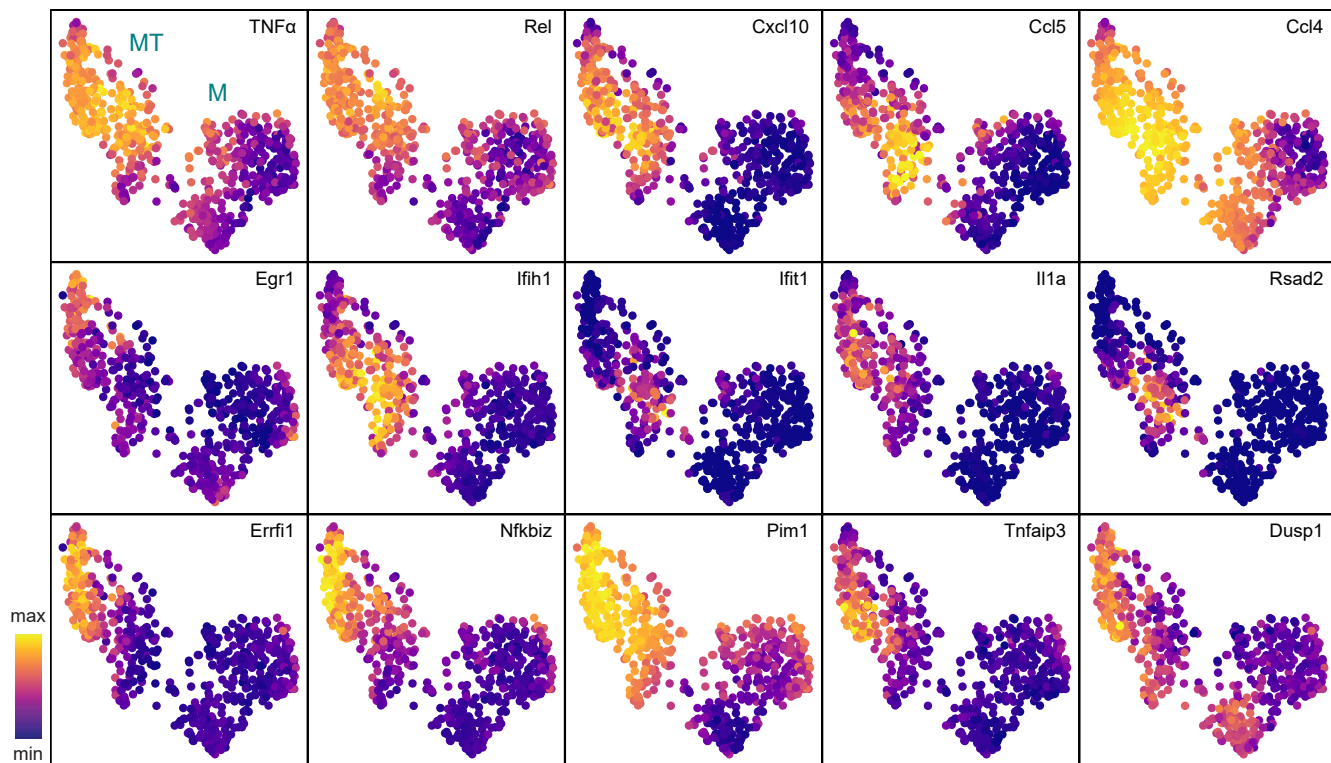 TNFα
Rel
Cxcl10
Ccl5
Ccl4
MT
M
Egr1
Ifih1
Ifit1
Il1a
Rsad2
Errfi1
Nfkbiz
Pim1
Tnfaip3
Dusp1
max
min